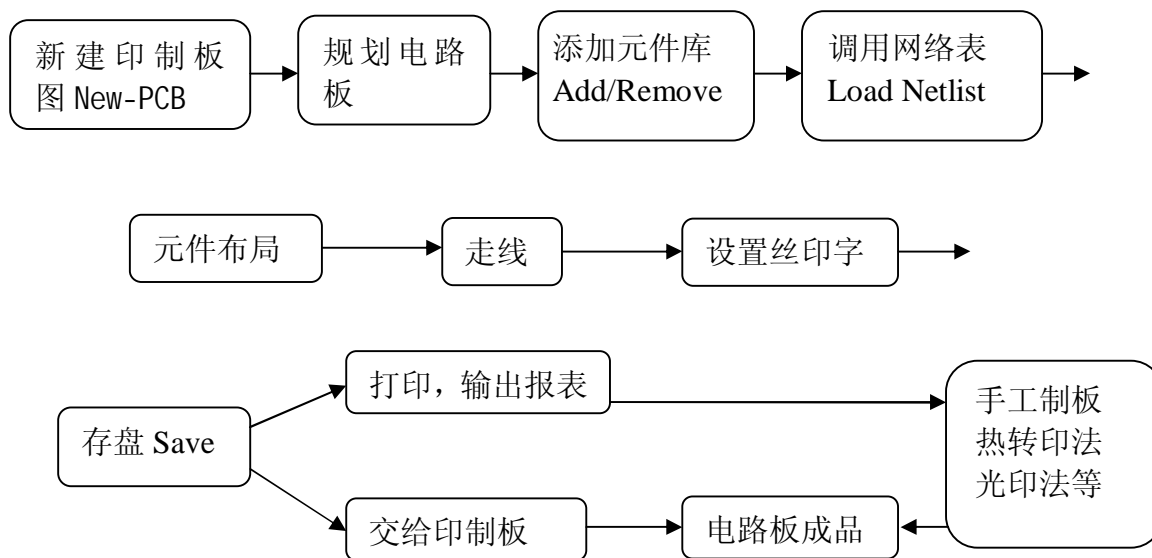 新建印制板
图 New-PCB
规划电路
板
添加元件库
Add/Remove
调用网络表
Load Netlist
元件布局
走线
设置丝印字
打印，输出报表
存盘 Save
手工制板
热转印法
光印法等
交给印制板
电路板成品